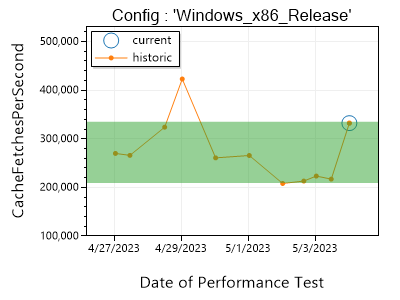 Config : 'Windows_x86_Release'
current
historic
500,000
400,000
300,000
200,000
100,000
CacheFetchesPerSecond
4/27/2023
4/29/2023
5/1/2023
5/3/2023
Date of Performance Test